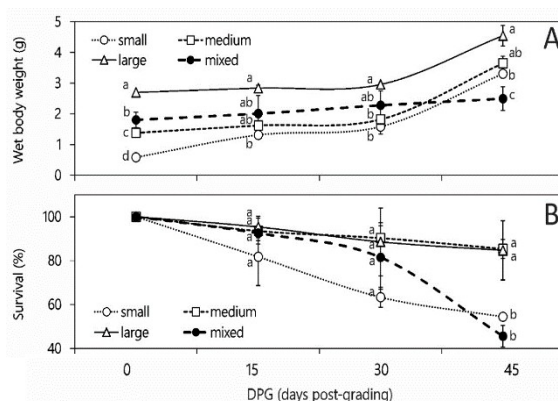 5
A
small
medium
large
mixed
4
3
2
1
0
Wet body weight (g)
a
b
c
d
a
ab
ab
b
a
ab
b
b
a
ab
b
c
100
B
80
60
40
Survival (%)
a
a
a
a
a
a
a
a
a
a
b
b
small
medium
large
mixed
0
15
30
45
DPG (days post-grading)